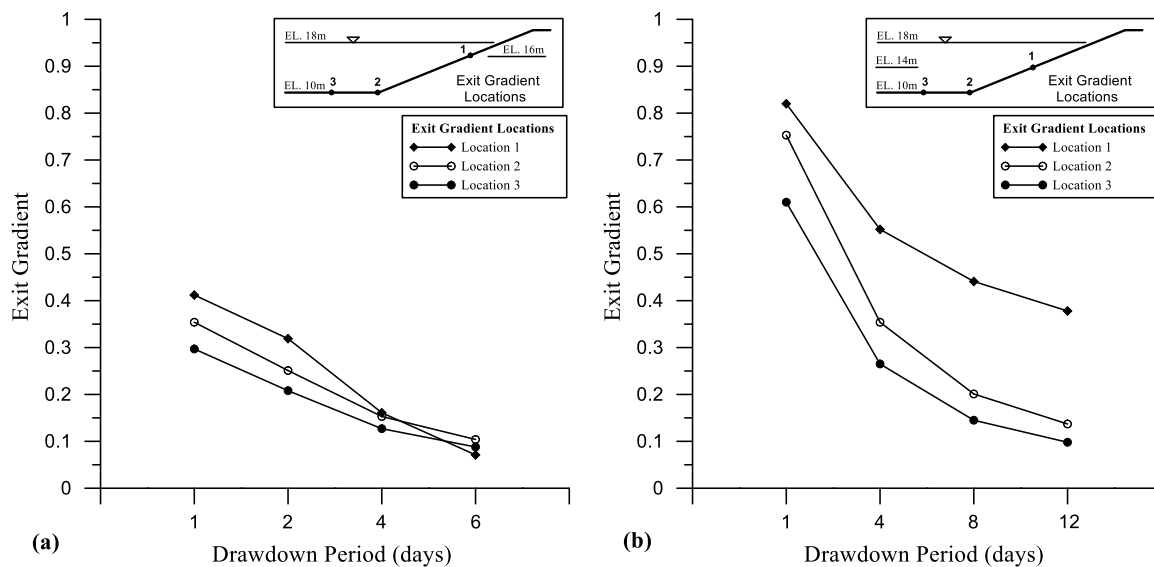 1
0.9
0.8
0.7
0.6
0.5
0.4
0.3
0.2
0.1
0
Exit Gradient
EL. 18m
1
EL. 16m
EL. 10m
3
2
Exit Gradient
Locations
Exit Gradient Locations
Location 1
Location 2
Location 3
1
2
4
6
(a)
Drawdown Period (days)
1
0.9
0.8
0.7
0.6
0.5
0.4
0.3
0.2
0.1
0
Exit Gradient
EL. 18m
EL. 14m
1
EL. 10m
3
2
Exit Gradient
Locations
Exit Gradient Locations
Location 1
Location 2
Location 3
1
4
8
12
(b)
Drawdown Period (days)